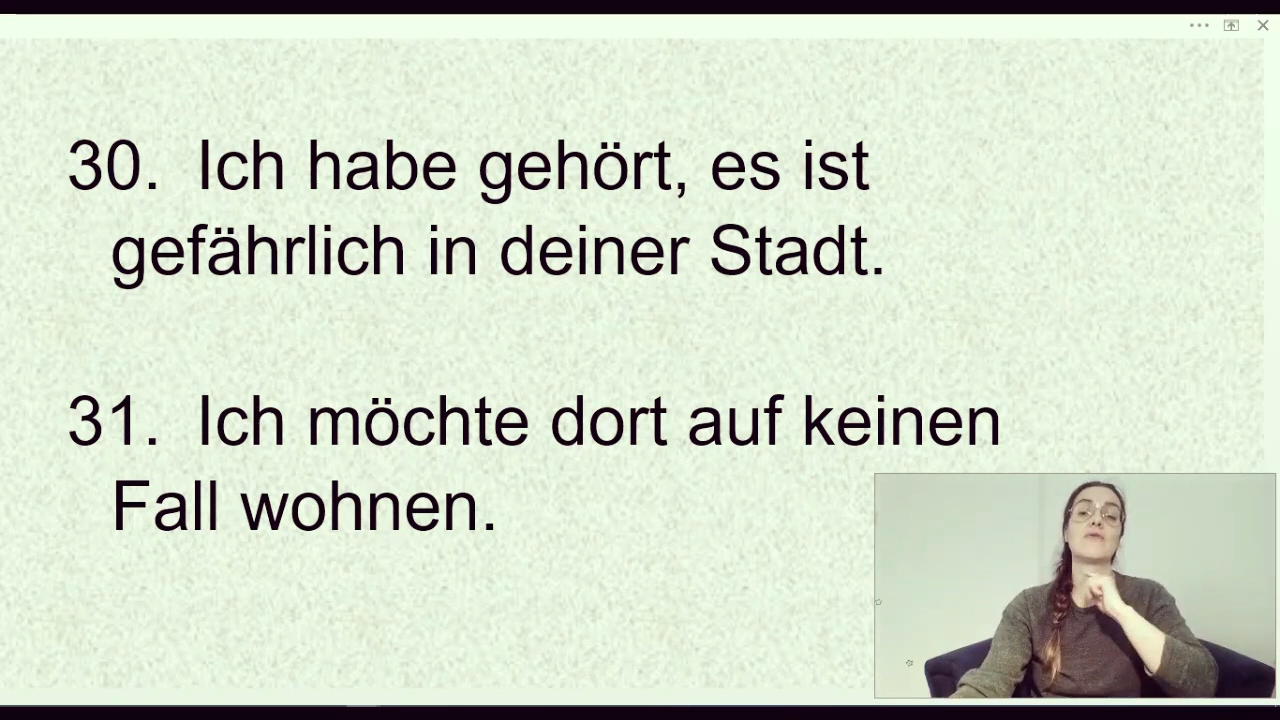 30. Ich habe gehört, es ist
gefährlich in deiner Stadt.
31. Ich möchte dort auf keinen
Fall wohnen.